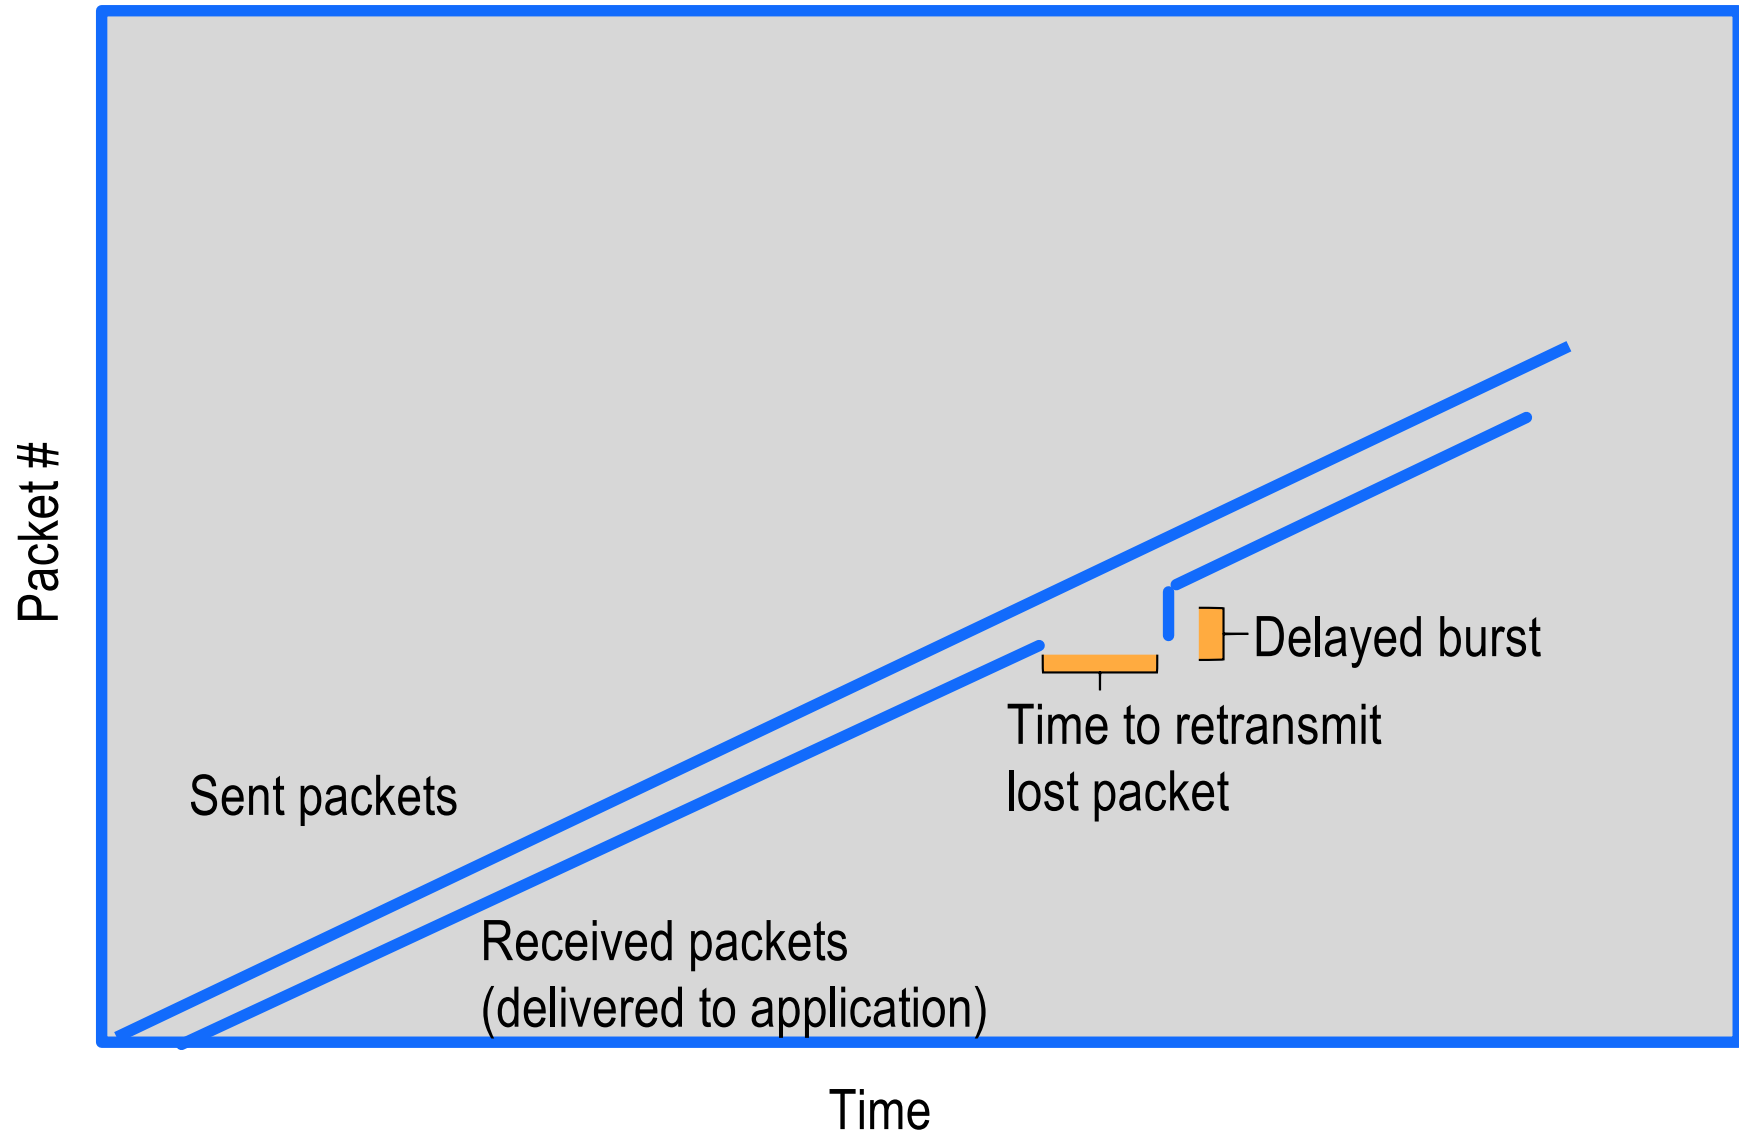 Packet #
Delayed burst
Time to retransmit
lost packet
Sent packets
Received packets
(delivered to application)
Time